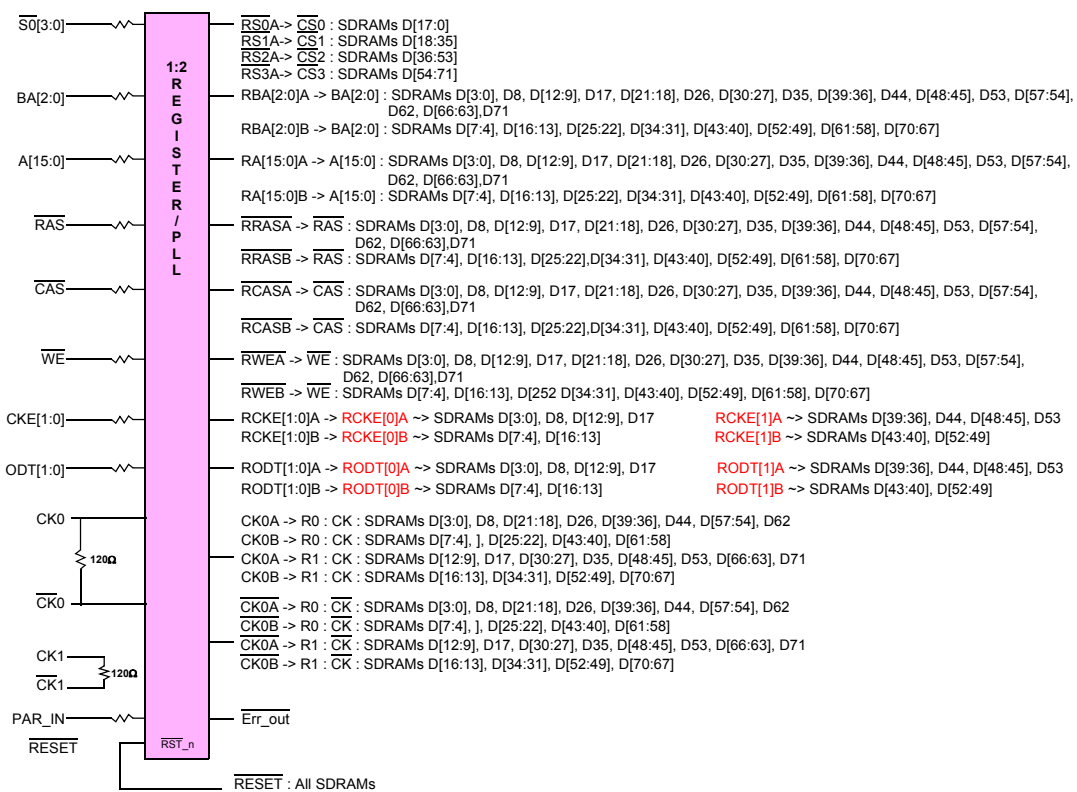 S0[3:0]
RS0A-> CS0 : SDRAMs D[17:0]
RS1A-> CS1 : SDRAMs D[18:35]
RS2A-> CS2 : SDRAMs D[36:53]
RS3A-> CS3 : SDRAMs D[54:71]
1:2
R
E
G
I
S
T
E
R
/
P
L
L
BA[2:0]
RBA[2:0]A -> BA[2:0] : SDRAMs D[3:0], D8, D[12:9], D17, D[21:18], D26, D[30:27], D35, D[39:36], D44, D[48:45], D53, D[57:54],
D62, D[66:63],D71
RBA[2:0]B -> BA[2:0] : SDRAMs D[7:4], D[16:13], D[25:22], D[34:31], D[43:40], D[52:49], D[61:58], D[70:67]
A[15:0]
RA[15:0]A -> A[15:0] : SDRAMs D[3:0], D8, D[12:9], D17, D[21:18], D26, D[30:27], D35, D[39:36], D44, D[48:45], D53, D[57:54],
D62, D[66:63],D71
RA[15:0]B -> A[15:0] : SDRAMs D[7:4], D[16:13], D[25:22], D[34:31], D[43:40], D[52:49], D[61:58], D[70:67]
RAS
RRASA -> RAS : SDRAMs D[3:0], D8, D[12:9], D17, D[21:18], D26, D[30:27], D35, D[39:36], D44, D[48:45], D53, D[57:54],
D62, D[66:63],D71
RRASB -> RAS : SDRAMs D[7:4], D[16:13], D[25:22],D[34:31], D[43:40], D[52:49], D[61:58], D[70:67]
CAS
RCASA -> CAS : SDRAMs D[3:0], D8, D[12:9], D17, D[21:18], D26, D[30:27], D35, D[39:36], D44, D[48:45], D53, D[57:54],
D62, D[66:63],D71
RCASB -> CAS : SDRAMs D[7:4], D[16:13], D[25:22],D[34:31], D[43:40], D[52:49], D[61:58], D[70:67]
WE
RWEA -> WE : SDRAMs D[3:0], D8, D[12:9], D17, D[21:18], D26, D[30:27], D35, D[39:36], D44, D[48:45], D53, D[57:54],
D62, D[66:63],D71
RWEB -> WE : SDRAMs D[7:4], D[16:13], D[252 D[34:31], D[43:40], D[52:49], D[61:58], D[70:67]
CKE[1:0]
RCKE[1:0]A -> RCKE[0]A ~> SDRAMs D[3:0], D8, D[12:9], D17 RCKE[1]A ~> SDRAMs D[39:36], D44, D[48:45], D53
RCKE[1:0]B -> RCKE[0]B ~> SDRAMs D[7:4], D[16:13] RCKE[1]B ~> SDRAMs D[43:40], D[52:49]
ODT[1:0]
RODT[1:0]A -> RODT[0]A ~> SDRAMs D[3:0], D8, D[12:9], D17 RODT[1]A ~> SDRAMs D[39:36], D44, D[48:45], D53
RODT[1:0]B -> RODT[0]B ~> SDRAMs D[7:4], D[16:13] RODT[1]B ~> SDRAMs D[43:40], D[52:49]
CK0
120Ω
CK0
CK0A -> R0 : CK : SDRAMs D[3:0], D8, D[21:18], D26, D[39:36], D44, D[57:54], D62
CK0B -> R0 : CK : SDRAMs D[7:4], ], D[25:22], D[43:40], D[61:58]
CK0A -> R1 : CK : SDRAMs D[12:9], D17, D[30:27], D35, D[48:45], D53, D[66:63], D71
CK0B -> R1 : CK : SDRAMs D[16:13], D[34:31], D[52:49], D[70:67]
CK0A -> R0 : CK : SDRAMs D[3:0], D8, D[21:18], D26, D[39:36], D44, D[57:54], D62
CK0B -> R0 : CK : SDRAMs D[7:4], ], D[25:22], D[43:40], D[61:58]
CK0A -> R1 : CK : SDRAMs D[12:9], D17, D[30:27], D35, D[48:45], D53, D[66:63], D71
CK0B -> R1 : CK : SDRAMs D[16:13], D[34:31], D[52:49], D[70:67]
CK1
120Ω
CK1
PAR_IN
Err_out
RESET
RST_n
RESET : All SDRAMs